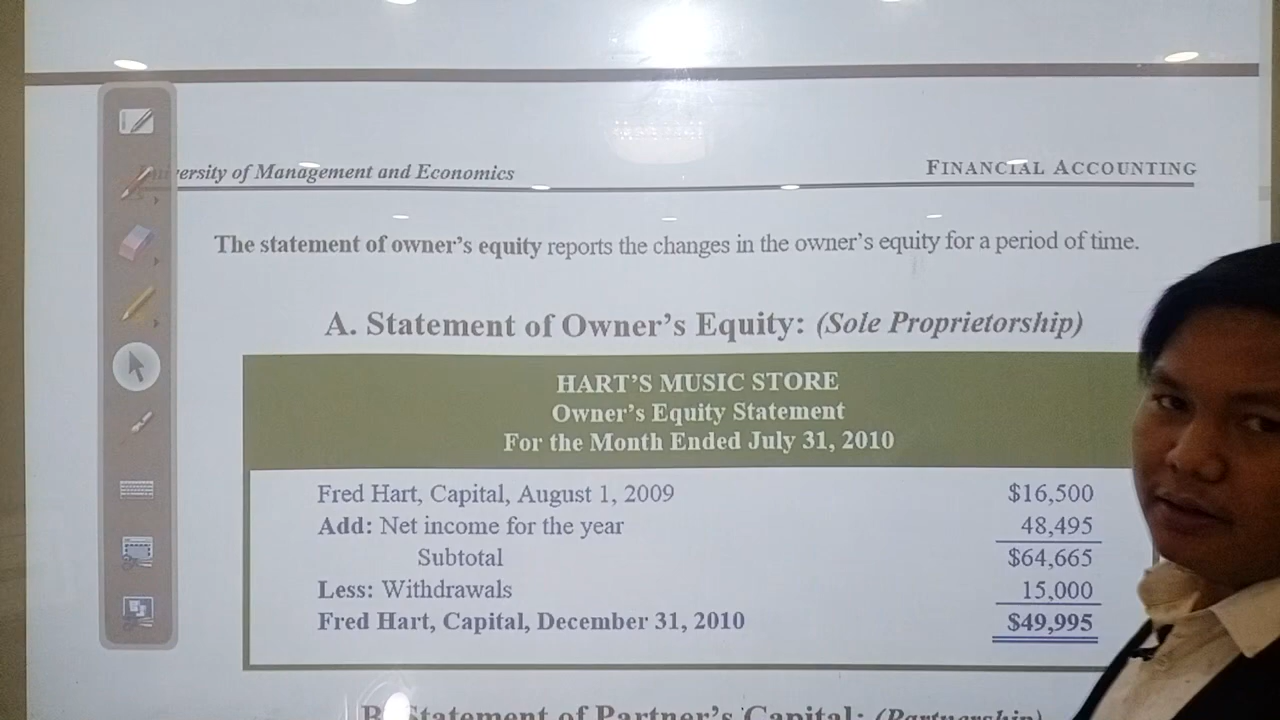 ersity of Management and Economics
FINANCIAL ACCOUNTING
The statement of owner's equity reports the changes in the owner's equity for a period of time.
A. Statement of Owner's Equity: (Sole Proprietorship)
HART'S MUSIC STORE
Owner's Equity Statement
For the Month Ended July 31, 2010
Fred Hart, Capital, August 1, 2009 $16,500
Add: Net income for the year 48,495
Subtotal $64,665
Less: Withdrawals 15,000
Fred Hart, Capital, December 31, 2010 $49,995
B. Statement of Partner's Capital: (Partnership)